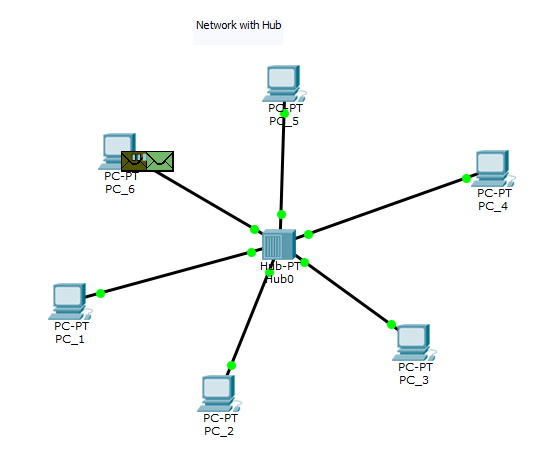 Network with Hub
PC-PT
PC_5
PC-PT
PC_6
PC-PT
PC_4
Hub-PT
Hub0
PC-PT
PC_1
PC-PT
PC_3
PC-PT
PC_2